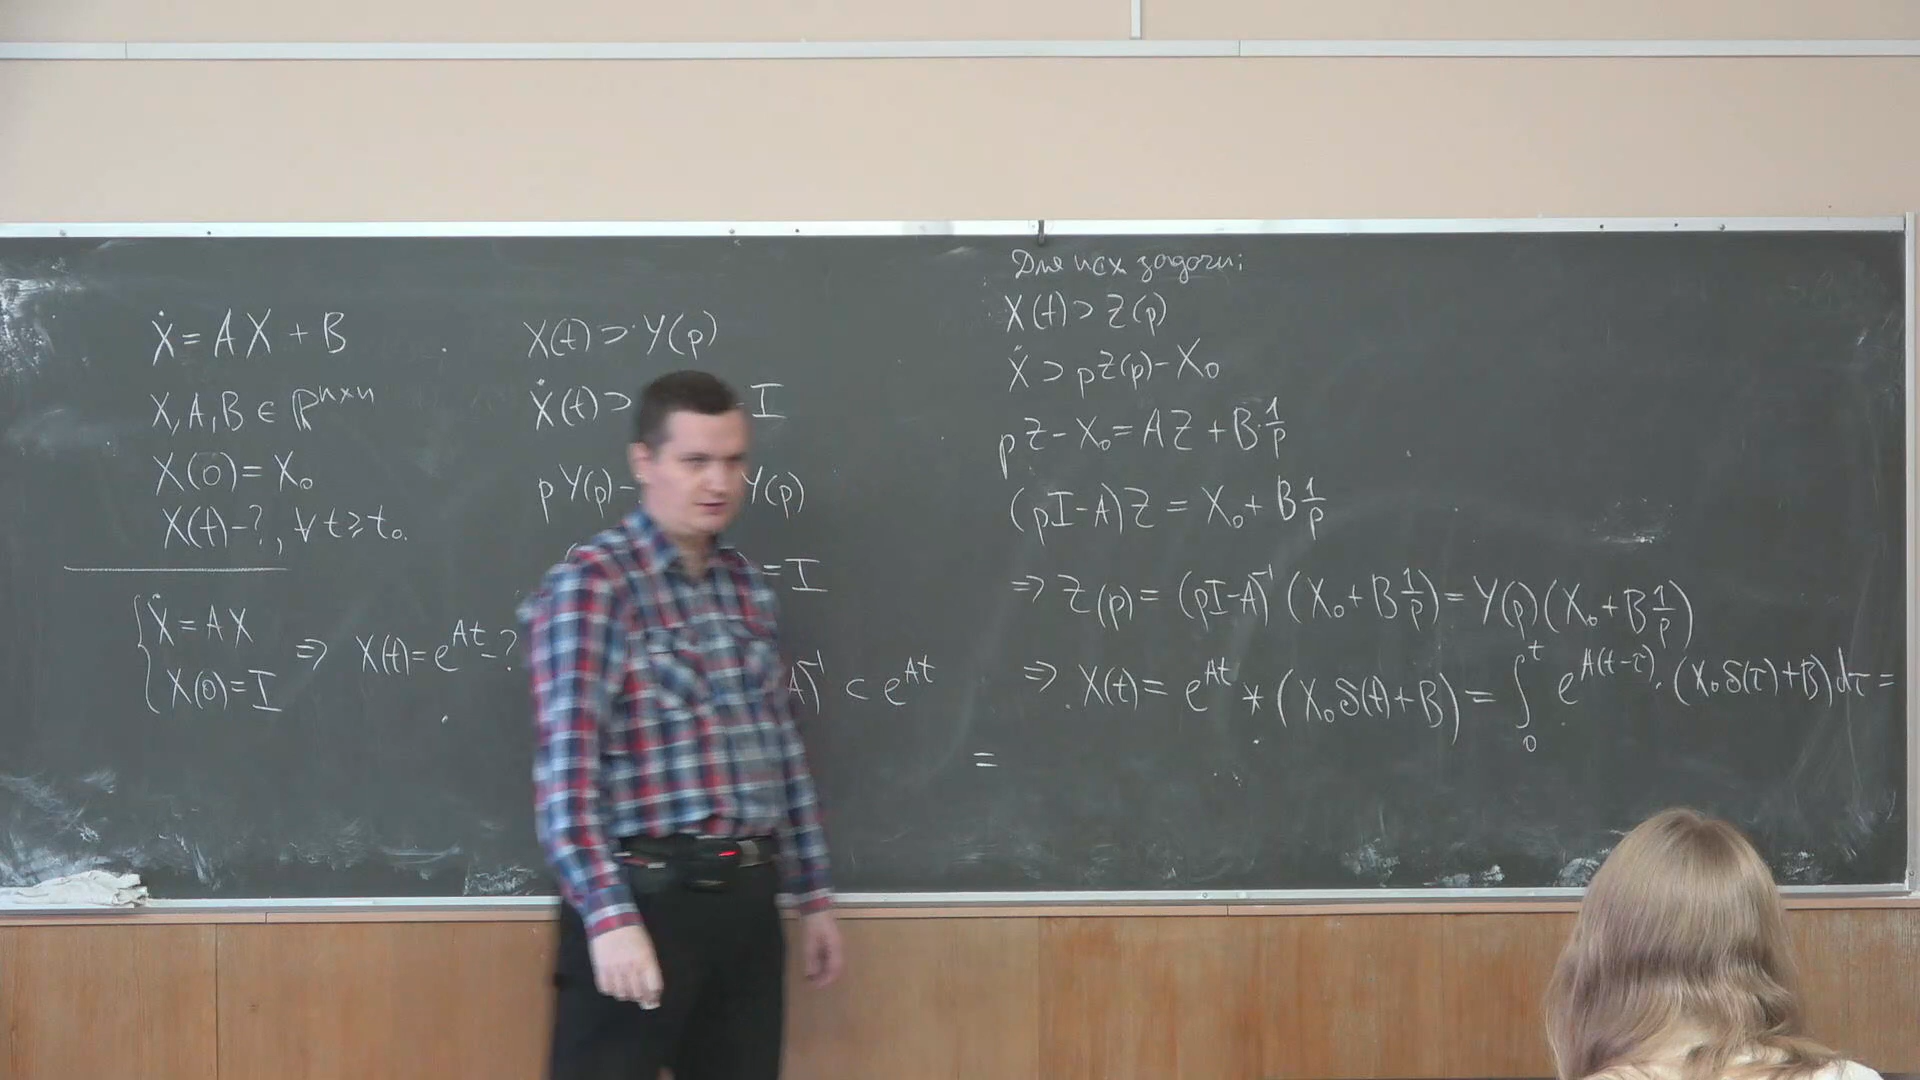 Ẋ = AX + B
X, A, B ∈ ℝⁿˣⁿ
X(0) = X₀
X(t) - ?, ∀ t ≥ t₀.
{ Ẋ = AX
X(0) = I
⇒ X(t) = e^{At} - ?
X(t) ⊃ Y(p)
Ẋ(t) ⊃ - I
pY(p) - Y(p)
= I
A)⁻¹ ⊂ e^{At}
Для исх задачи:
X(t) ⊃ Z(p)
Ẋ ⊃ pZ(p) - X₀
pZ - X₀ = AZ + B·1/p
(pI - A)Z = X₀ + B 1/p
⇒ Z(p) = (pI - A)⁻¹ (X₀ + B 1/p) = Y(p)(X₀ + B 1/p)
⇒ X(t) = e^{At} * (X₀δ(t) + B) = ∫₀ᵗ e^{A(t-τ)} · (X₀δ(τ) + B)dτ =
=